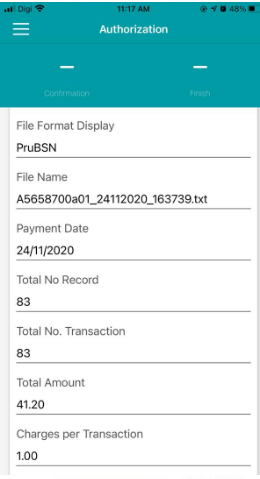 Digi 11:17 AM 48%
Authorization
Confirmation Finish
File Format Display
PruBSN
File Name
A5658700a01_24112020_163739.txt
Payment Date
24/11/2020
Total No Record
83
Total No. Transaction
83
Total Amount
41.20
Charges per Transaction
1.00